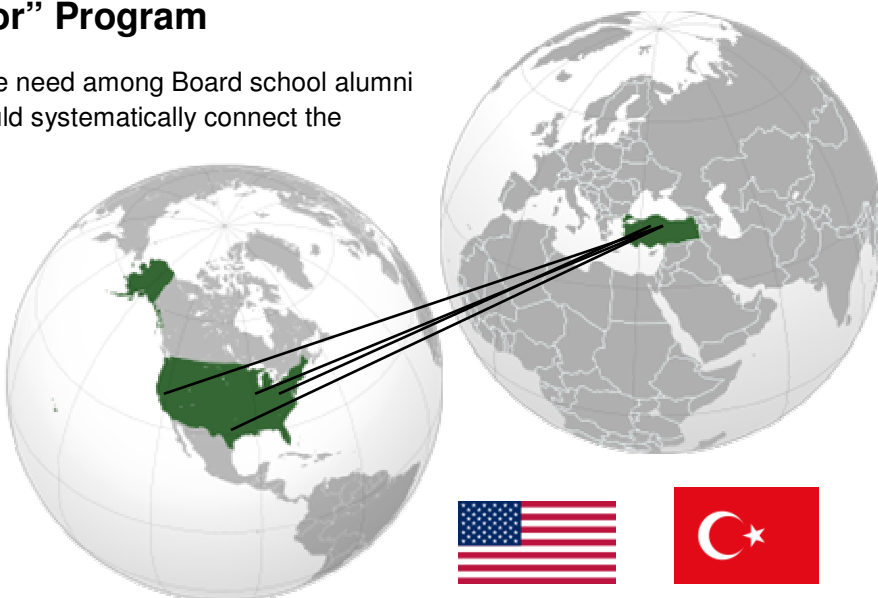 or” Program
e need among Board school alumni
uld systematically connect the